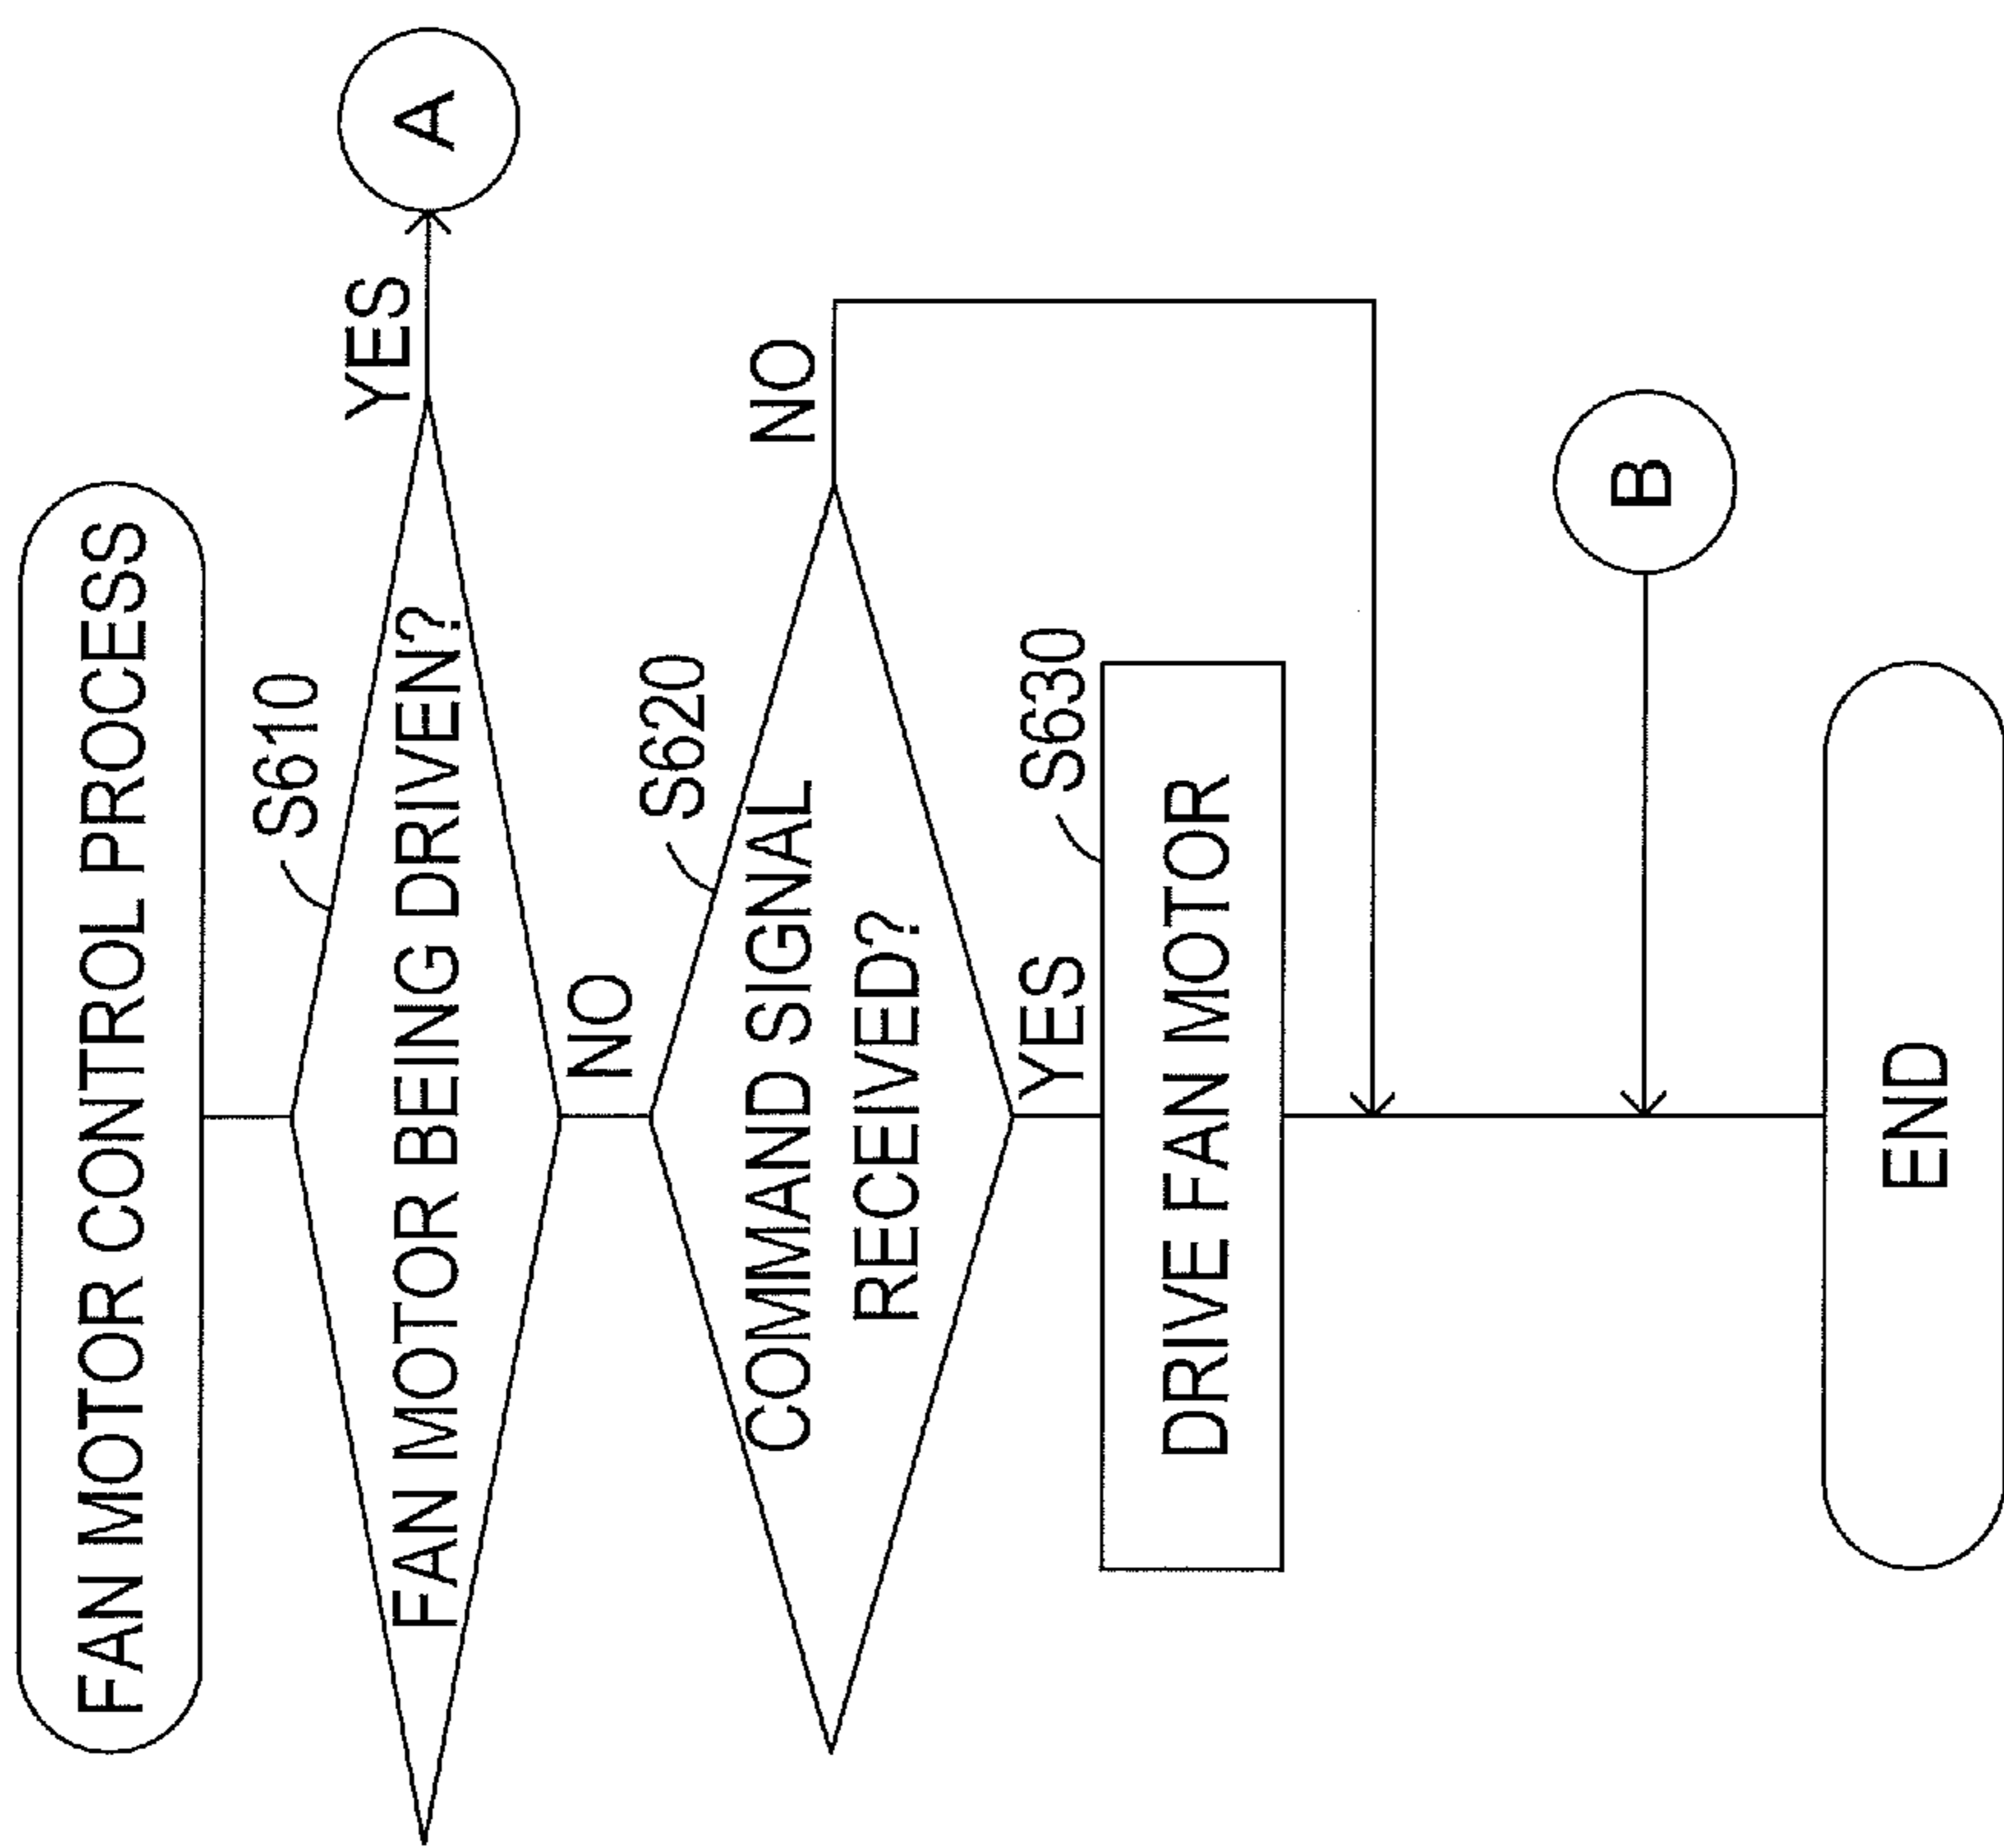 FAN MOTOR CONTROL PROCESS
S610
FAN MOTOR BEING DRIVEN?
YES
A
NO
S620
COMMAND SIGNAL
RECEIVED?
NO
YES
S630
DRIVE FAN MOTOR
B
END